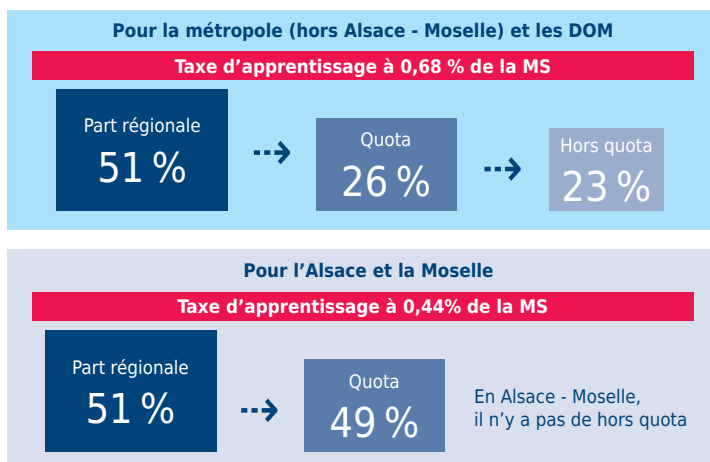 Pour la métropole (hors Alsace - Moselle) et les DOM
Taxe d’apprentissage à 0,68 % de la MS
Part régionale
51 %
Quota
26 %
Hors quota
23 %
Pour l’Alsace et la Moselle
Taxe d’apprentissage à 0,44% de la MS
Part régionale
51 %
Quota
49 %
En Alsace - Moselle,
il n’y a pas de hors quota